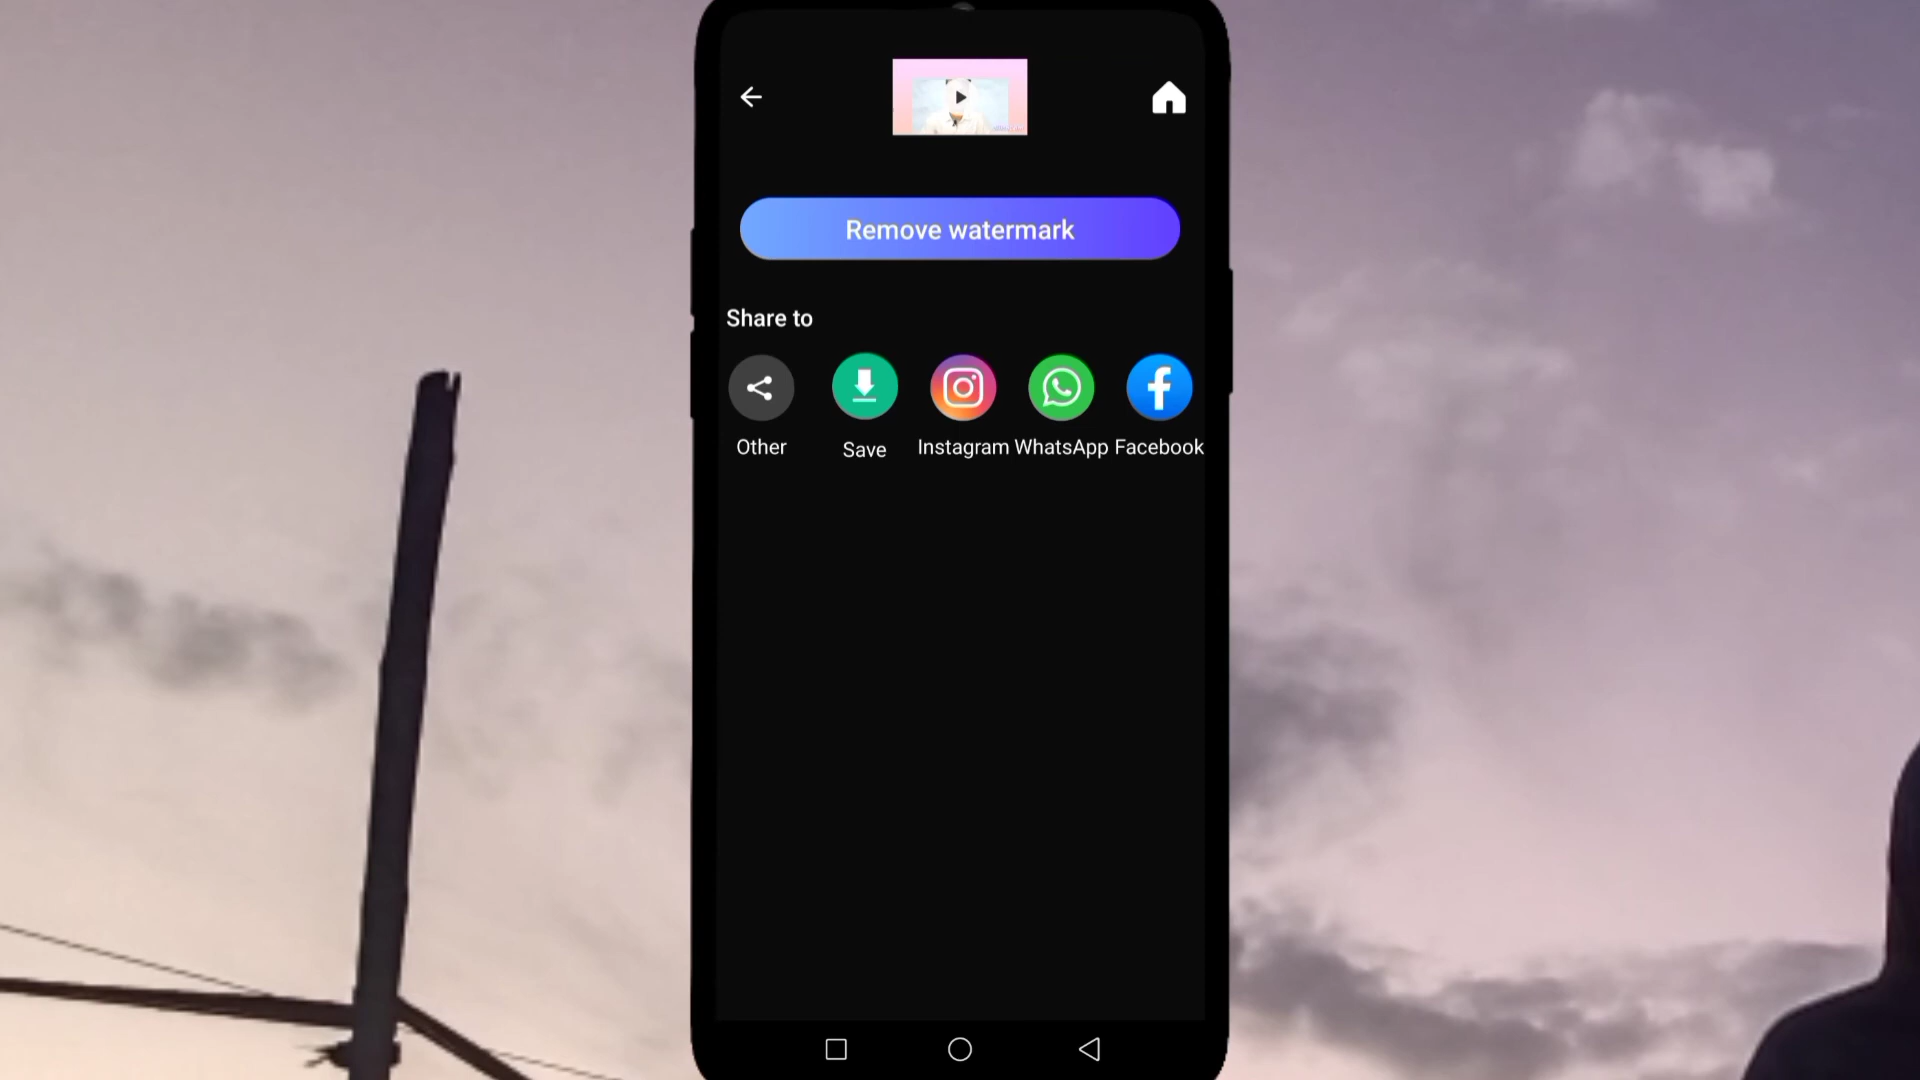 Remove watermark
Share to
Other
Save
Instagram
WhatsApp
Facebook